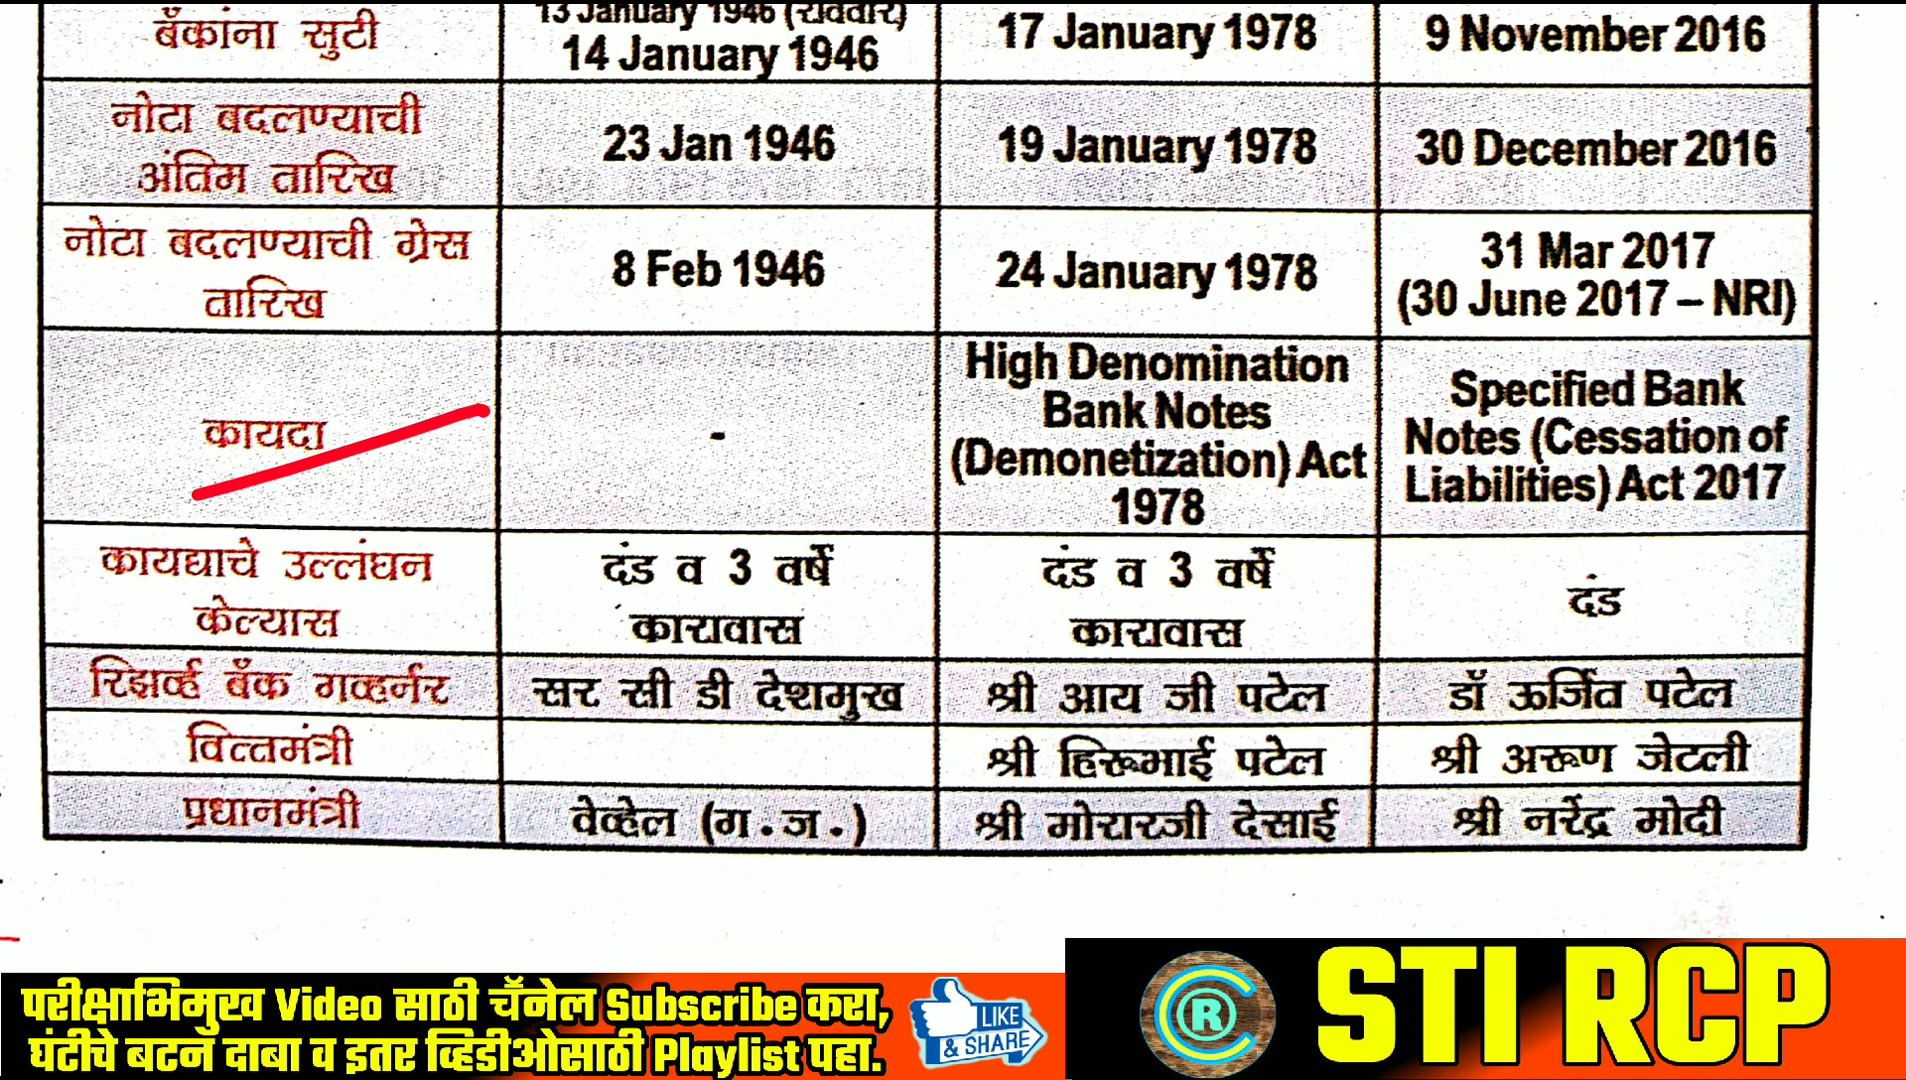 बँकांना सुटी
13 January 1946 (रविवार)
14 January 1946
17 January 1978
9 November 2016
नोटा बदलण्याची
अंतिम तारिख
23 Jan 1946
19 January 1978
30 December 2016
नोटा बदलण्याची ग्रेस
तारिख
8 Feb 1946
24 January 1978
31 Mar 2017
(30 June 2017 – NRI)
कायदा
-
High Denomination
Bank Notes
(Demonetization) Act
1978
Specified Bank
Notes (Cessation of
Liabilities) Act 2017
कायद्याचे उल्लंघन
केल्यास
दंड व 3 वर्षे
कारावास
दंड व 3 वर्षे
कारावास
दंड
रिझर्व्ह बँक गव्हर्नर
सर सी डी देशमुख
श्री आय जी पटेल
डॉ ऊर्जित पटेल
वित्तमंत्री
श्री हिरूभाई पटेल
श्री अरूण जेटली
प्रधानमंत्री
वेव्हेल (ग.ज.)
श्री मोरारजी देसाई
श्री नरेंद्र मोदी
परीक्षाभिमुख Video साठी चॅनेल Subscribe करा,
घंटीचे बटन दाबा व इतर व्हिडीओसाठी Playlist पहा.
LIKE
& SHARE
C R
STI RCP